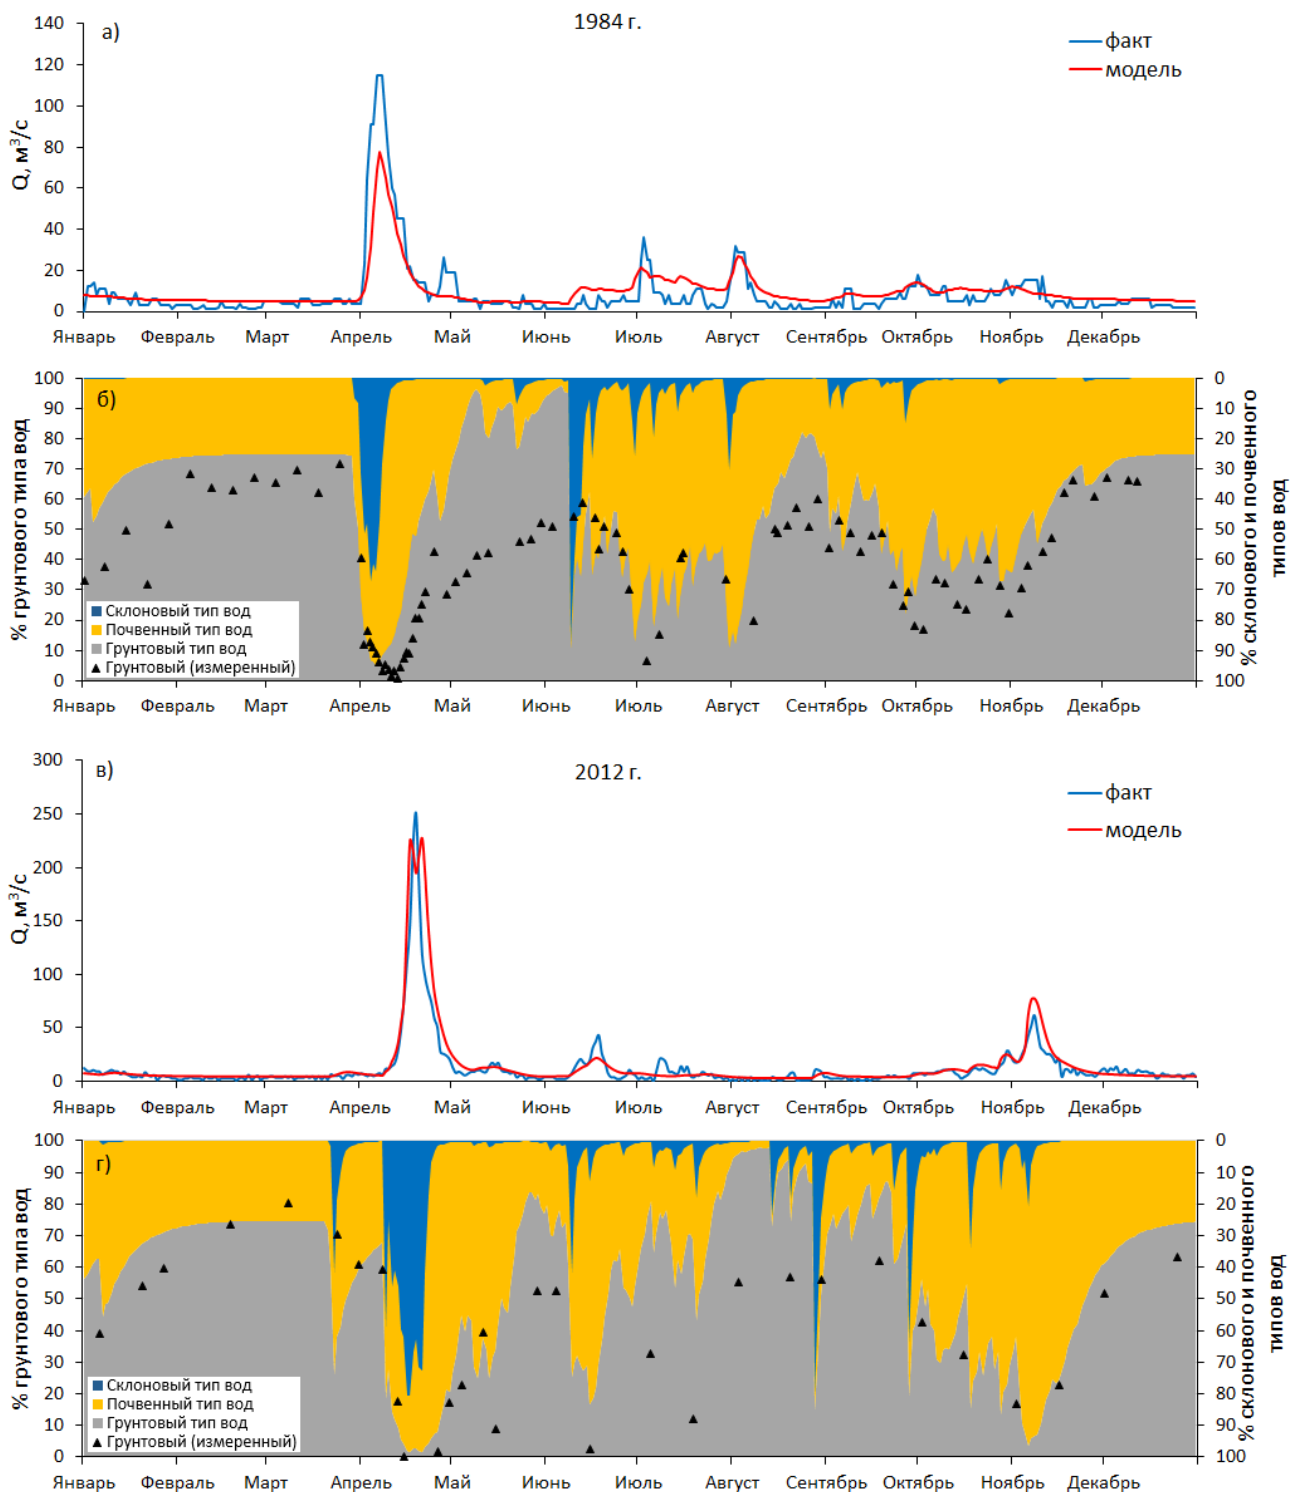 а)
1984 г.
факт
модель
Q, м³/с
140
120
100
80
60
40
20
0
Январь Февраль Март Апрель Май Июнь Июль Август Сентябрь Октябрь Ноябрь Декабрь
б)
% грунтового типа вод
100
90
80
70
60
50
40
30
20
10
0
% склонового и почвенного
типов вод
0
10
20
30
40
50
60
70
80
90
100
Склоновый тип вод
Почвенный тип вод
Грунтовый тип вод
Грунтовый (измеренный)
Январь Февраль Март Апрель Май Июнь Июль Август Сентябрь Октябрь Ноябрь Декабрь
в)
2012 г.
факт
модель
Q, м³/с
300
250
200
150
100
50
0
Январь Февраль Март Апрель Май Июнь Июль Август Сентябрь Октябрь Ноябрь Декабрь
г)
% грунтового типа вод
100
90
80
70
60
50
40
30
20
10
0
% склонового и почвенного
типов вод
0
10
20
30
40
50
60
70
80
90
100
Склоновый тип вод
Почвенный тип вод
Грунтовый тип вод
Грунтовый (измеренный)
Январь Февраль Март Апрель Май Июнь Июль Август Сентябрь Октябрь Ноябрь Декабрь